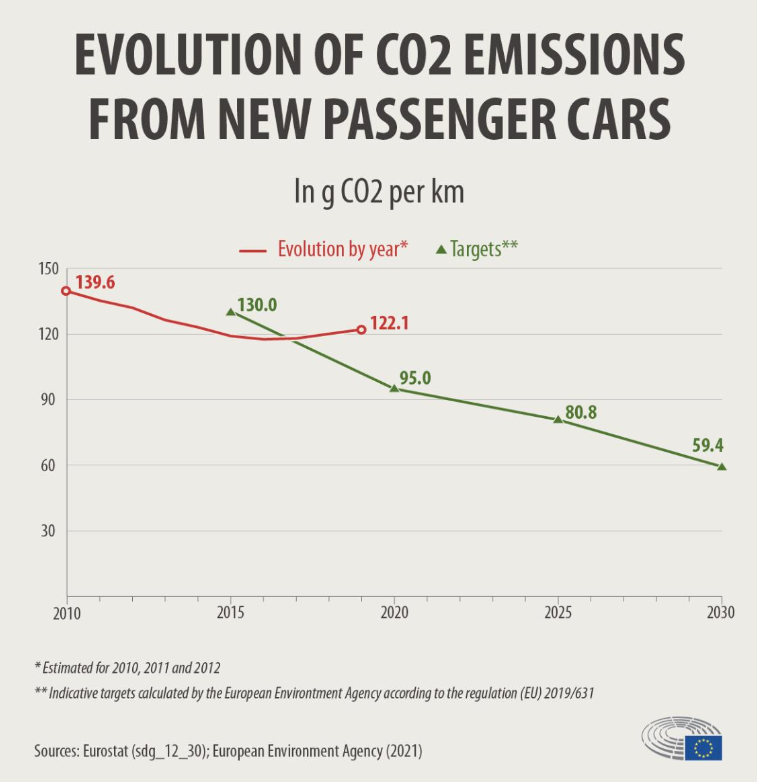 EVOLUTION OF CO2 EMISSIONS
FROM NEW PASSENGER CARS
In g CO2 per km
Evolution by year* Targets**
150
139.6
130.0
122.1
120
95.0
90
80.8
59.4
60
30
2010 2015 2020 2025 2030
* Estimated for 2010, 2011 and 2012
** Indicative targets calculated by the European Environtment Agency according to the regulation (EU) 2019/631
Sources: Eurostat (sdg_12_30); European Environment Agency (2021)